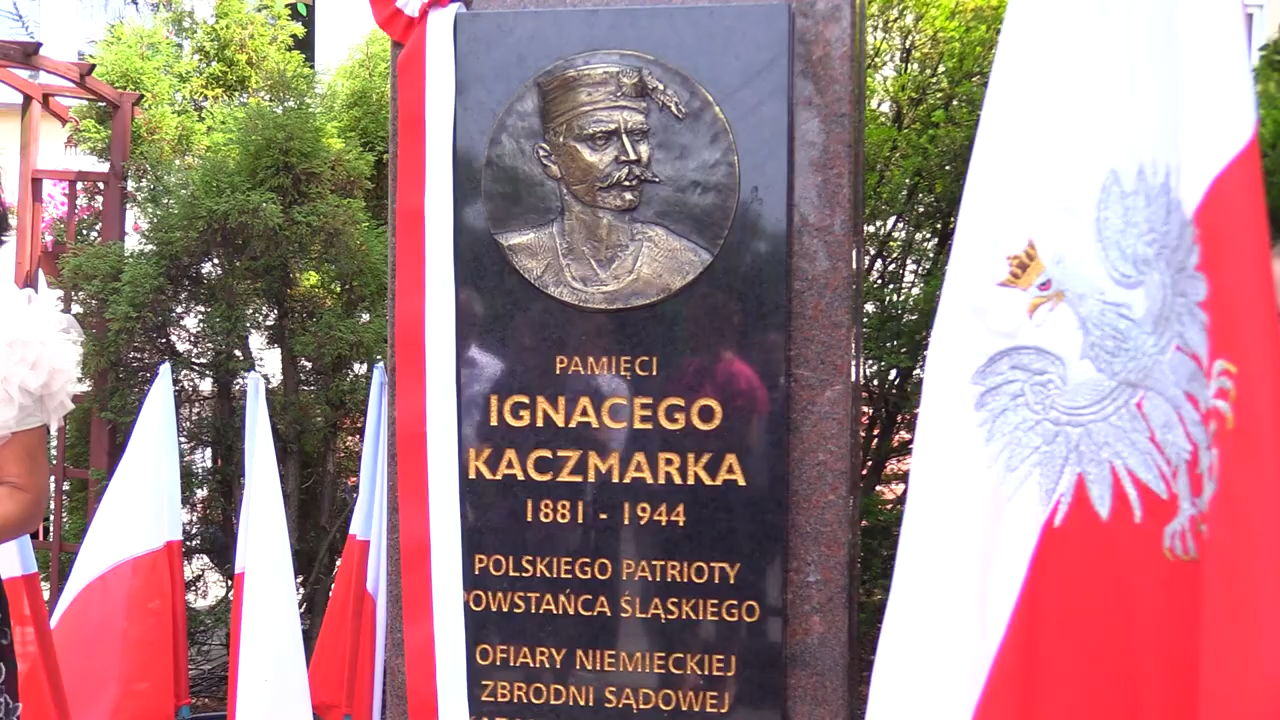 PAMIĘCI
IGNACEGO
KACZMARKA
1881 - 1944
POLSKIEGO PATRIOTY
POWSTAŃCA ŚLĄSKIEGO
OFIARY NIEMIECKIEJ
ZBRODNI SĄDOWEJ